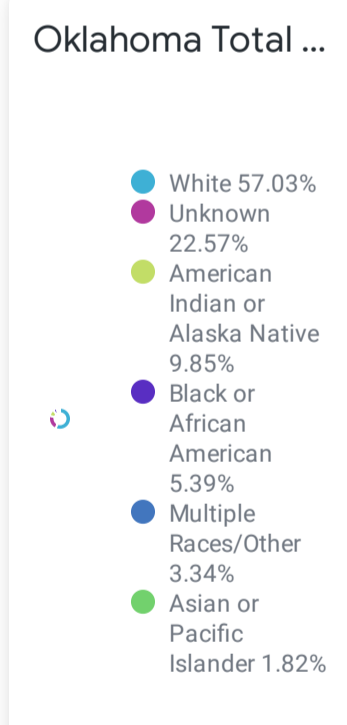 Oklahoma Total ...
White 57.03%
Unknown
22.57%
American
Indian or
Alaska Native
9.85%
Black or
African
American
5.39%
Multiple
Races/Other
3.34%
Asian or
Pacific
Islander 1.82%